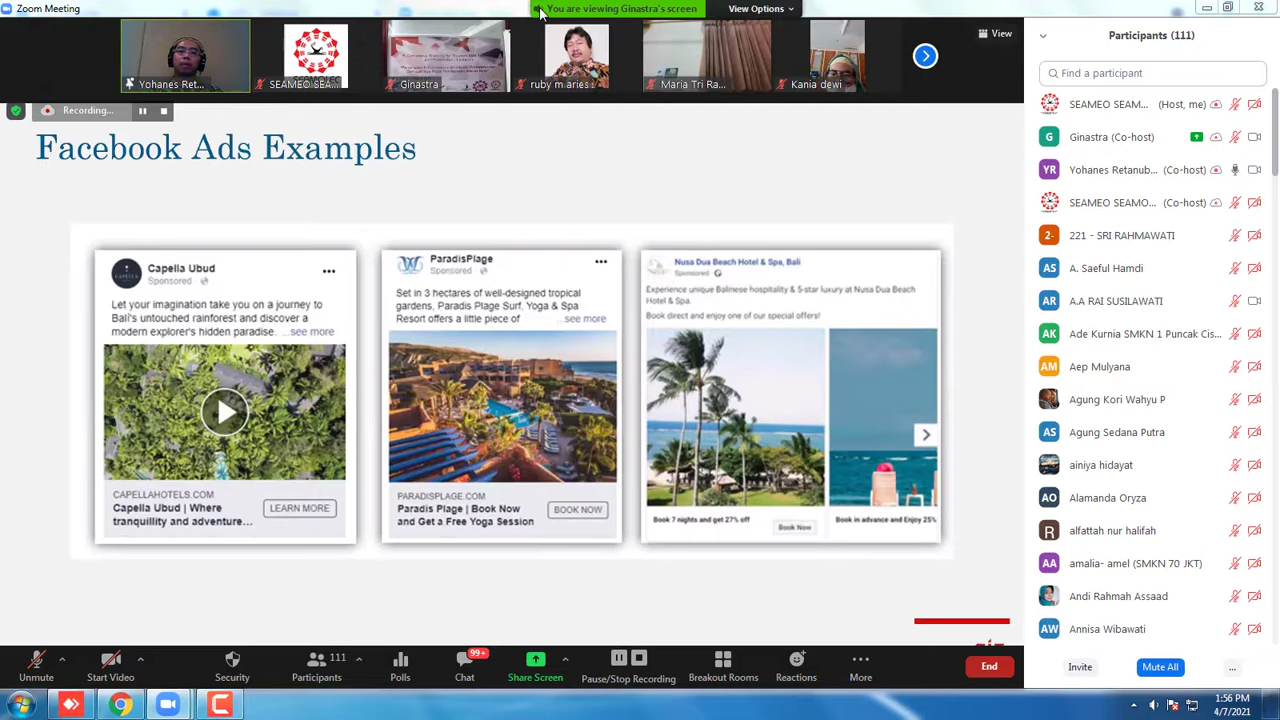 Zoom Meeting
You are viewing Ginastra's screen
View Options
Yohanes Ret...
Ginastra
ruby m aries
Maria Tri Ra...
Kania dewi
View
Recording...
Facebook Ads Examples
Capella Ubud
Sponsored
Let your imagination take you on a journey to
Bali's untouched rainforest and discover a
modern explorer's hidden paradise. ...see more
CAPELLAHOTELS.COM
Capella Ubud | Where
tranquillity and adventure...
LEARN MORE
ParadisPlage
Sponsored
Set in 3 hectares of well-designed tropical
gardens, Paradis Plage Surf, Yoga & Spa
Resort offers a little piece of ...see more
PARADISPLAGE.COM
Paradis Plage | Book Now
and Get a Free Yoga Session
BOOK NOW
Nusa Dua Beach Hotel & Spa, Bali
Sponsored
Experience unique Balinese hospitality & 5-star luxury at Nusa Dua Beach
Hotel & Spa.
Book direct and enjoy one of our special offers!
Book 7 nights and get 27% off
Book Now
Book in advance and Enjoy 25%
Participants (111)
Find a participant
SEAMEO SEAM... (Host, me)
G Ginastra (Co-host)
YR Yohanes Retanub... (Co-host)
SEAMEO SEAMO... (Co-host)
2- 221 - SRI RAHMAWATI
AS A. Saeful Hamdi
AR A.A RAI SUSILAWATI
AK Ade Kurnia SMKN 1 Puncak Cis...
AM Aep Mulyana
Agung Kori Wahyu P
AS Agung Sedana Putra
ainiya hidayat
AO Alamanda Oryza
alfattah nur halifah
AA amalia- amel (SMKN 70 JKT)
Andi Rahmah Assaad
AW Annisa Wibawati
Invite
Mute All
...
Unmute
Start Video
Security
111
Participants
Polls
99+
Chat
Share Screen
Pause/Stop Recording
Breakout Rooms
Reactions
More
End
1:56 PM
4/7/2021